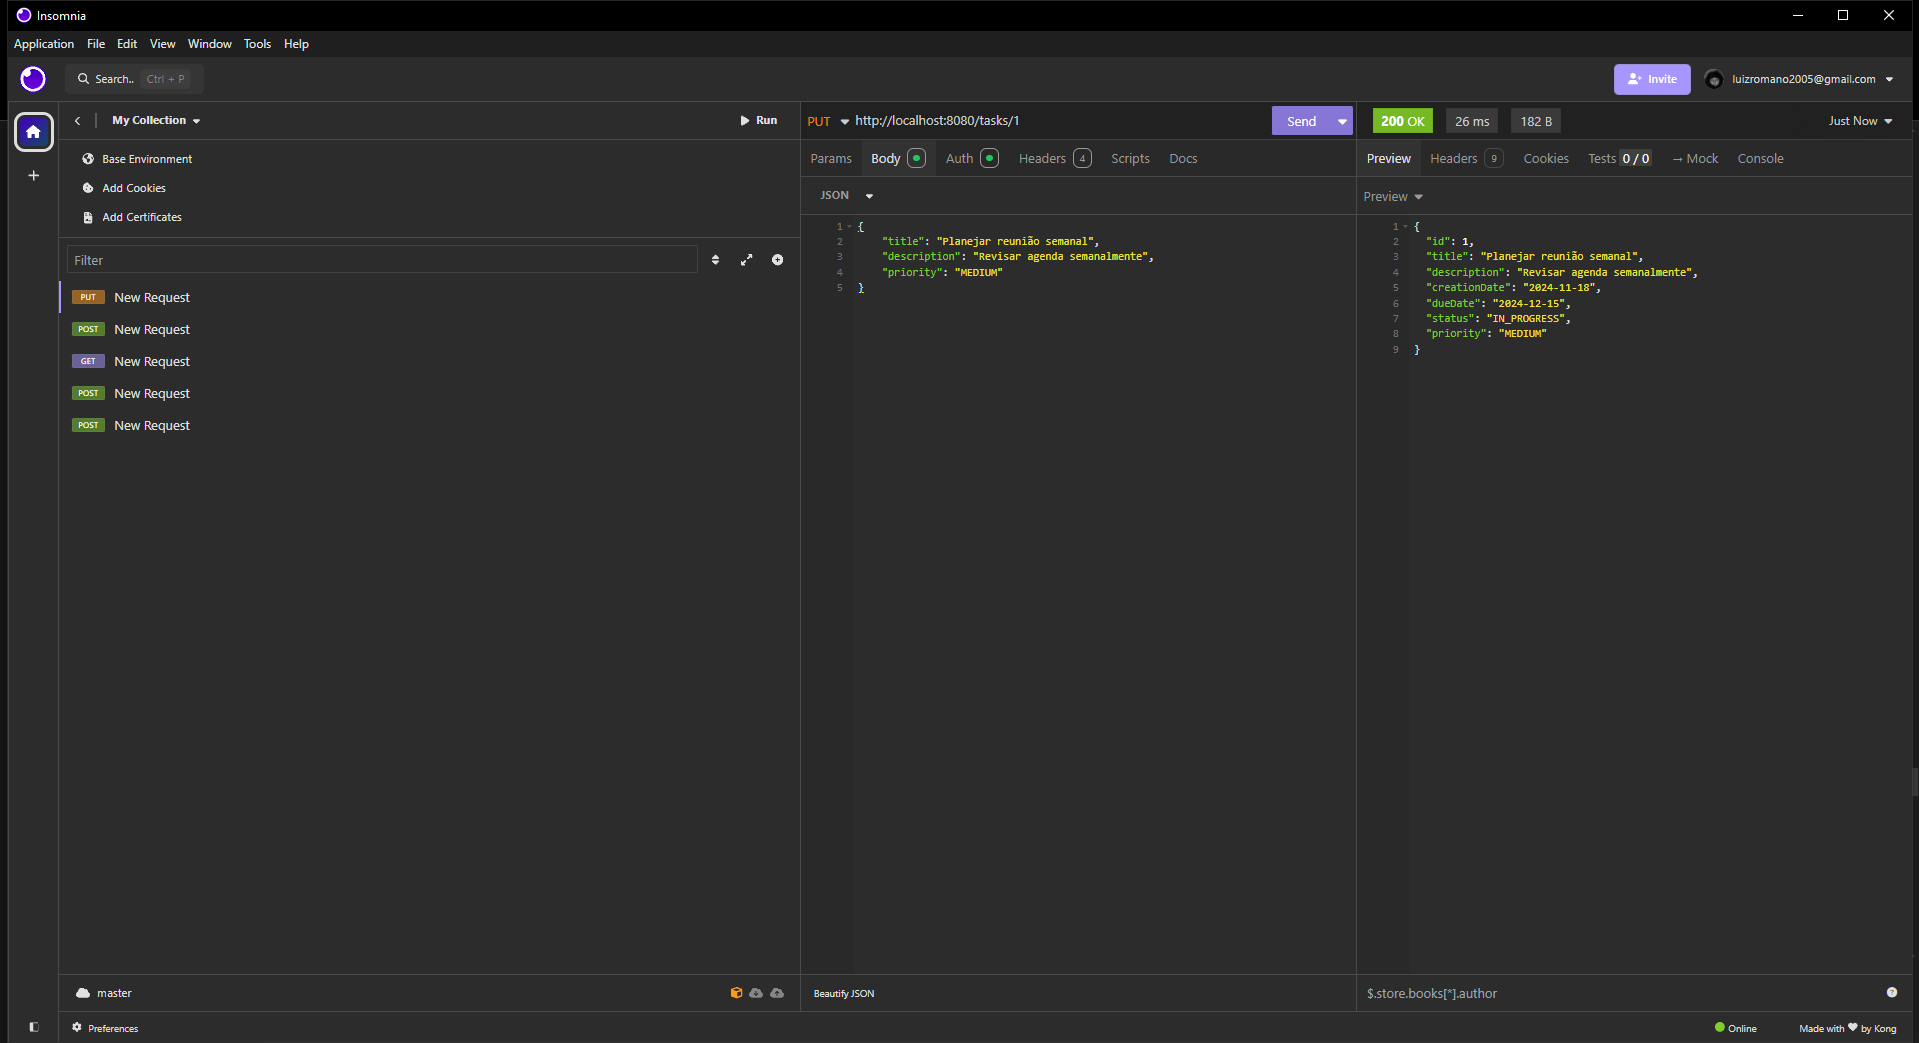 Insomnia
Application File Edit View Window Tools Help
Search.. Ctrl + P
Invite
luizromano2005@gmail.com
My Collection
Run
PUT http://localhost:8080/tasks/1
Send
200 OK 26 ms 182 B
Just Now
Base Environment
Add Cookies
Add Certificates
Params Body Auth Headers 4 Scripts Docs
Preview Headers 9 Cookies Tests 0 / 0 → Mock Console
JSON
Preview
Filter
PUT New Request
POST New Request
GET New Request
POST New Request
POST New Request
1 {
2 "title": "Planejar reunião semanal",
3 "description": "Revisar agenda semanalmente",
4 "priority": "MEDIUM"
5 }
1 {
2 "id": 1,
3 "title": "Planejar reunião semanal",
4 "description": "Revisar agenda semanalmente",
5 "creationDate": "2024-11-18",
6 "dueDate": "2024-12-15",
7 "status": "IN_PROGRESS",
8 "priority": "MEDIUM"
9 }
master
Beautify JSON
$.store.books[*].author
Preferences
Online
Made with ♥ by Kong